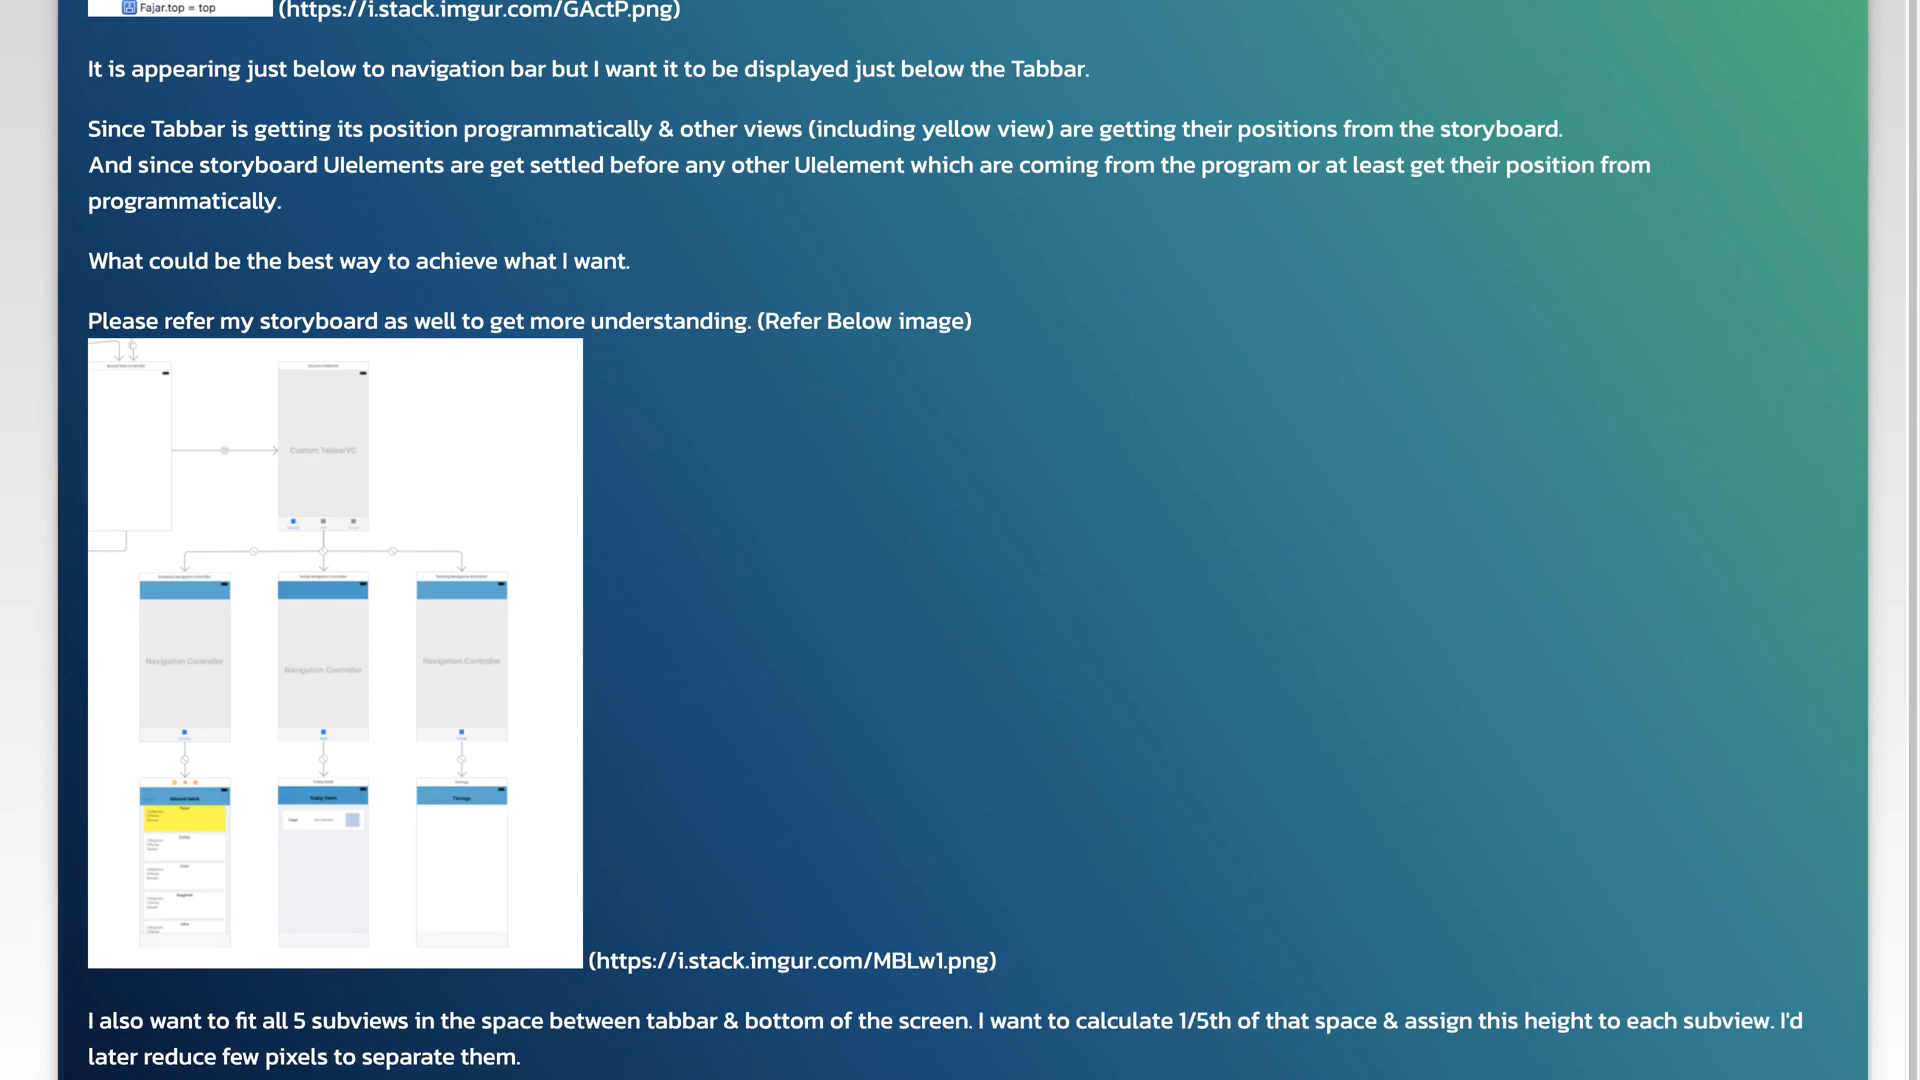 Fajar.top = top (https://i.stack.imgur.com/GActP.png)
It is appearing just below to navigation bar but I want it to be displayed just below the Tabbar.
Since Tabbar is getting its position programmatically & other views (including yellow view) are getting their positions from the storyboard.
And since storyboard UIelements are get settled before any other UIelement which are coming from the program or at least get their position from
programmatically.
What could be the best way to achieve what I want.
Please refer my storyboard as well to get more understanding. (Refer Below image)
Custom TabbarVC
Navigation Controller
Navigation Controller
Navigation Controller
(https://i.stack.imgur.com/MBLw1.png)
I also want to fit all 5 subviews in the space between tabbar & bottom of the screen. I want to calculate 1/5th of that space & assign this height to each subview. I'd
later reduce few pixels to separate them.